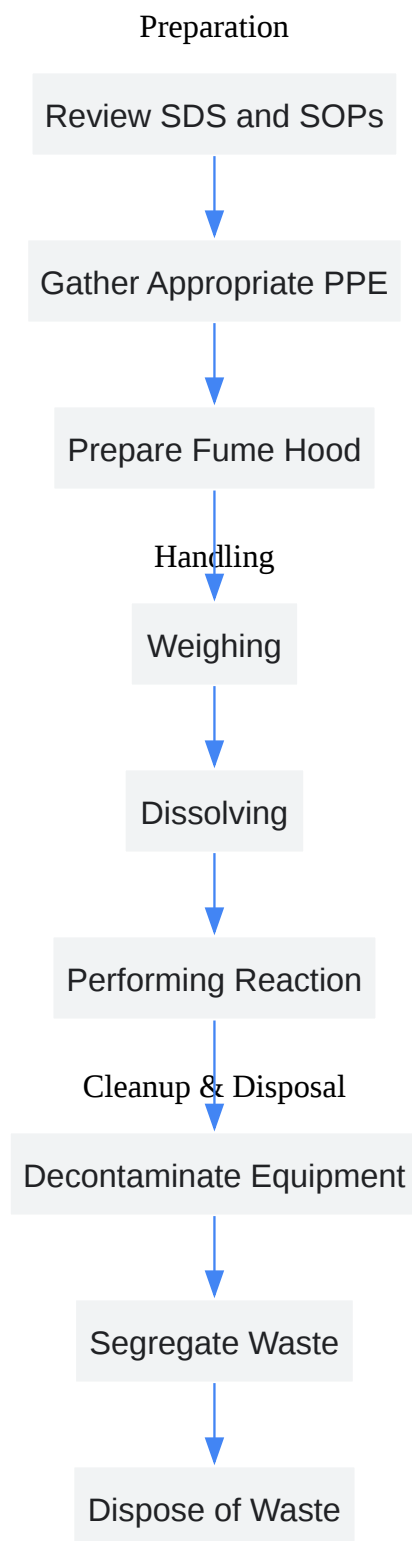 Preparation
Review SDS and SOPs
Gather Appropriate PPE
Prepare Fume Hood
Handling
Weighing
Dissolving
Performing Reaction
Cleanup & Disposal
Decontaminate Equipment
Segregate Waste
Dispose of Waste